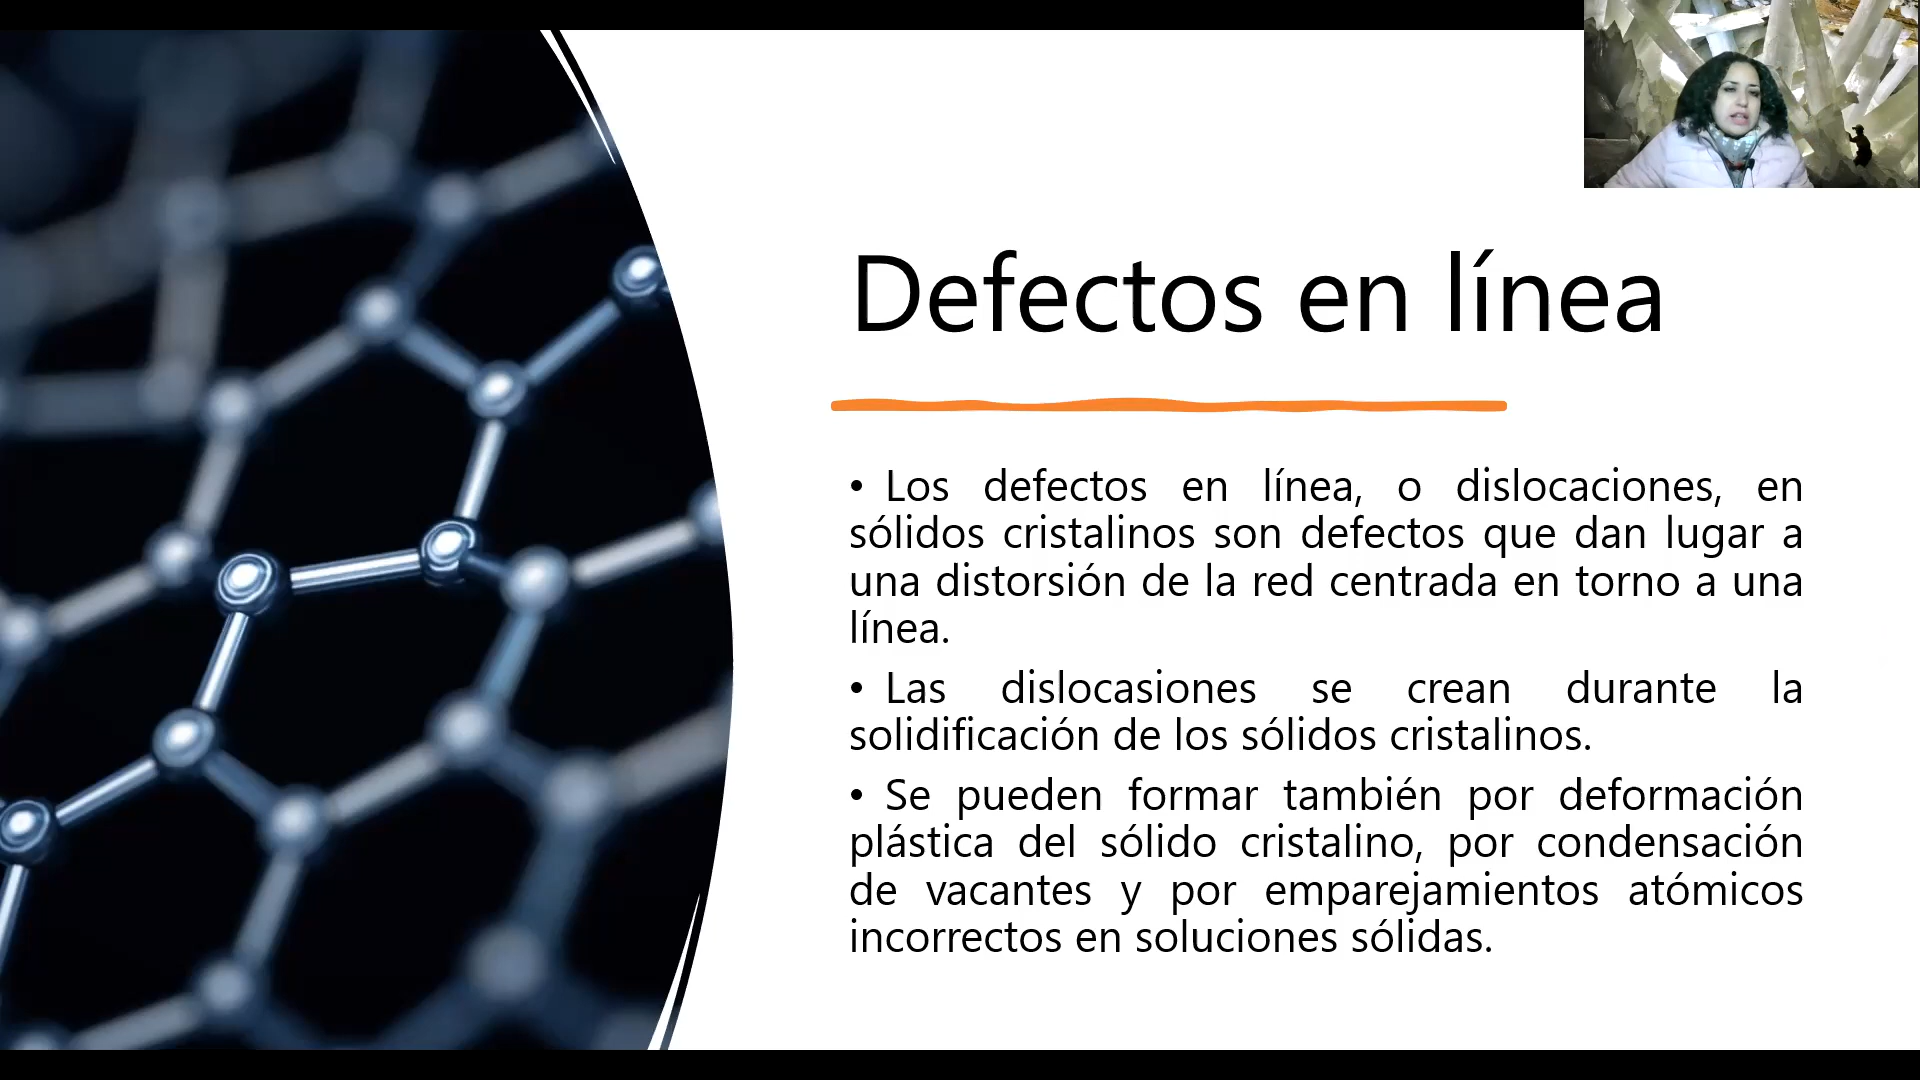 Defectos en línea
• Los defectos en línea, o dislocaciones, en
sólidos cristalinos son defectos que dan lugar a
una distorsión de la red centrada en torno a una
línea.
• Las dislocasiones se crean durante la
solidificación de los sólidos cristalinos.
• Se pueden formar también por deformación
plástica del sólido cristalino, por condensación
de vacantes y por emparejamientos atómicos
incorrectos en soluciones sólidas.